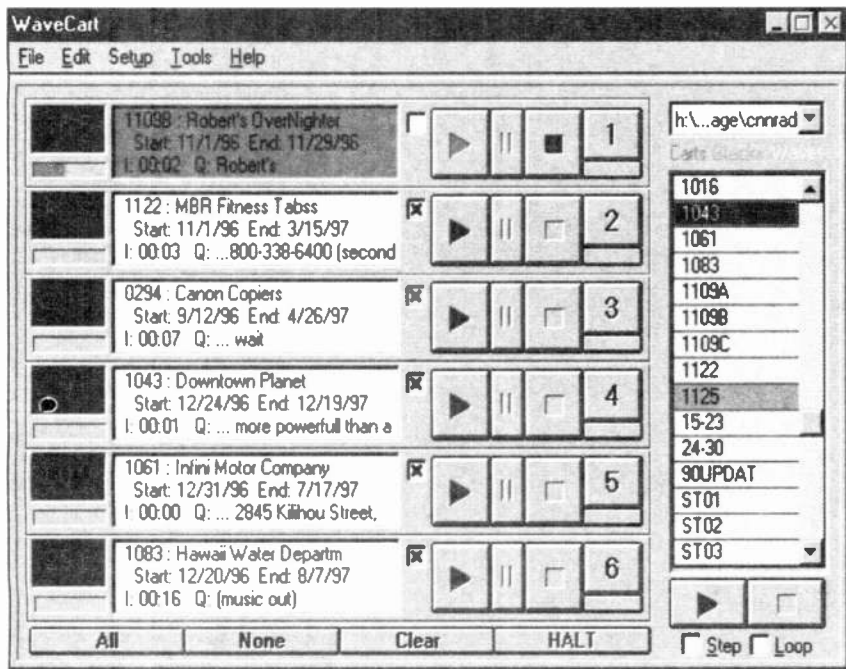 WaveCart
File Edit Setup Tools Help
1109B : Robert's OverNighter
Start: 11/1/96 End: 11/29/96
I: 00:02 Q: Robert's
1
1122 : MBR Fitness Tabss
Start: 11/1/96 End: 3/15/97
I: 00:03 Q: ...800-338-6400 (second
2
0294 : Canon Copiers
Start: 9/12/96 End: 4/26/97
I: 00:07 Q: ... wait
3
1043 : Downtown Planet
Start: 12/24/96 End: 12/19/97
I: 00:01 Q: ... more powerfull than a
4
1061 : Infini Motor Company
Start: 12/31/96 End: 7/17/97
I: 00:00 Q: ... 2845 Kilihou Street,
5
1083 : Hawaii Water Departm
Start: 12/20/96 End: 8/7/97
I: 00:16 Q: (music out)
6
All None Clear HALT
h:\...age\cnnrad
Carts Blocks Wave
1016
1043
1061
1083
1109A
1109B
1109C
1122
1125
15-23
24-30
90UPDAT
ST01
ST02
ST03
Step Loop